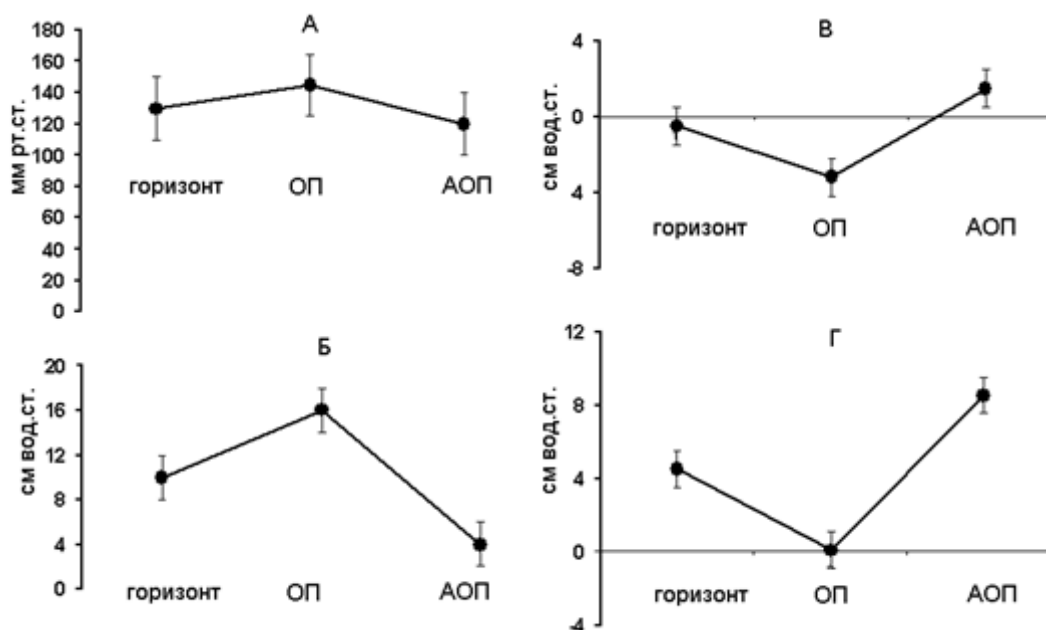 А
мм рт.ст.
180
160
140
120
100
80
60
40
20
0
горизонт ОП АОП
В
см вод.ст.
4
0
4
-8
горизонт ОП АОП
Б
см вод.ст.
20
16
12
8
4
0
горизонт ОП АОП
Г
см вод.ст.
12
8
4
0
-4
горизонт ОП АОП